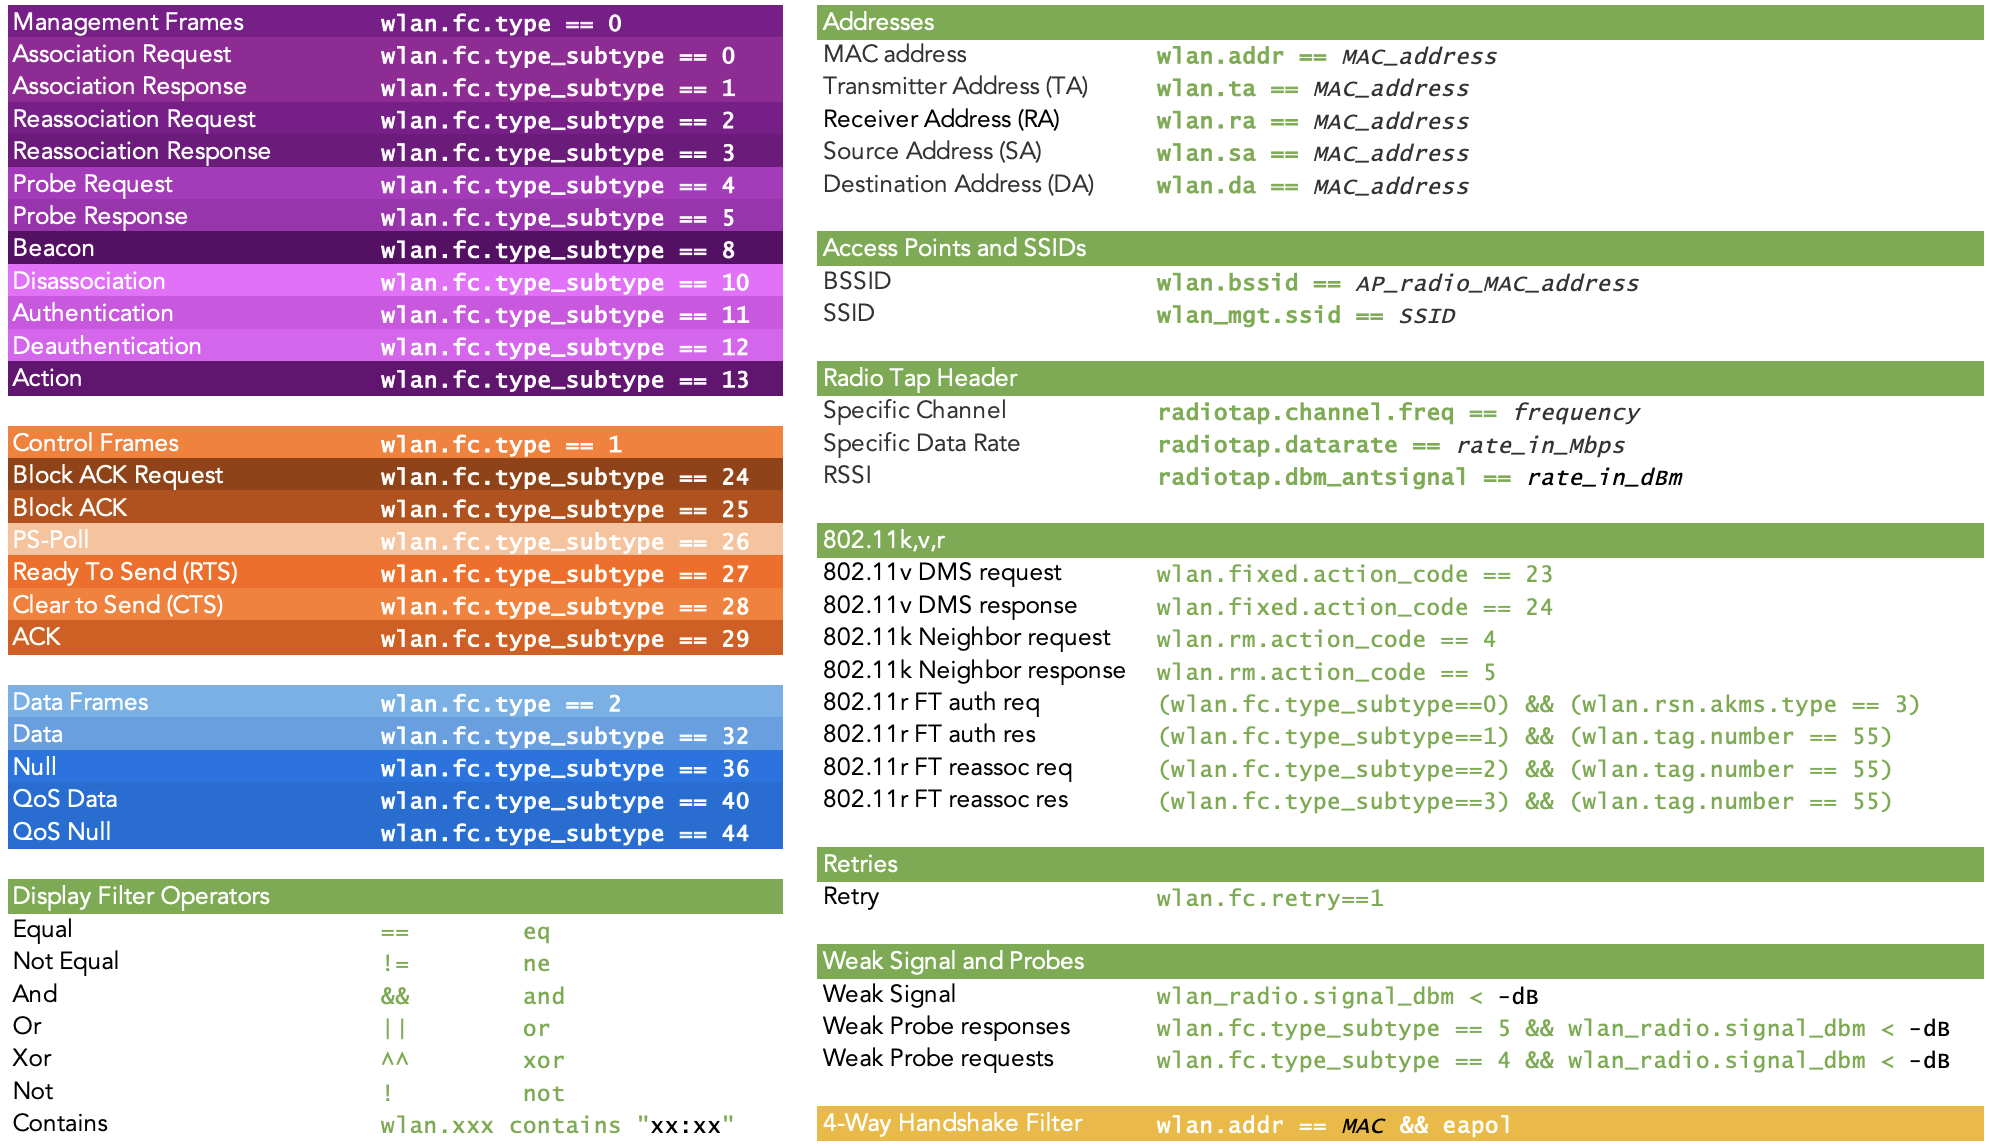 Management Frames wlan.fc.type == 0
Association Request wlan.fc.type_subtype == 0
Association Response wlan.fc.type_subtype == 1
Reassociation Request wlan.fc.type_subtype == 2
Reassociation Response wlan.fc.type_subtype == 3
Probe Request wlan.fc.type_subtype == 4
Probe Response wlan.fc.type_subtype == 5
Beacon wlan.fc.type_subtype == 8
Disassociation wlan.fc.type_subtype == 10
Authentication wlan.fc.type_subtype == 11
Deauthentication wlan.fc.type_subtype == 12
Action wlan.fc.type_subtype == 13
Control Frames wlan.fc.type == 1
Block ACK Request wlan.fc.type_subtype == 24
Block ACK wlan.fc.type_subtype == 25
PS-Poll wlan.fc.type_subtype == 26
Ready To Send (RTS) wlan.fc.type_subtype == 27
Clear to Send (CTS) wlan.fc.type_subtype == 28
ACK wlan.fc.type_subtype == 29
Data Frames wlan.fc.type == 2
Data wlan.fc.type_subtype == 32
Null wlan.fc.type_subtype == 36
QoS Data wlan.fc.type_subtype == 40
QoS Null wlan.fc.type_subtype == 44
Display Filter Operators
Equal == eq
Not Equal != ne
And && and
Or || or
Xor ^^ xor
Not ! not
Contains wlan.xxx contains "xx:xx"
Addresses
MAC address wlan.addr == MAC_address
Transmitter Address (TA) wlan.ta == MAC_address
Receiver Address (RA) wlan.ra == MAC_address
Source Address (SA) wlan.sa == MAC_address
Destination Address (DA) wlan.da == MAC_address
Access Points and SSIDs
BSSID wlan.bssid == AP_radio_MAC_address
SSID wlan_mgt.ssid == SSID
Radio Tap Header
Specific Channel radiotap.channel.freq == frequency
Specific Data Rate radiotap.datarate == rate_in_Mbps
RSSI radiotap.dbm_antsignal == rate_in_dBm
802.11k,v,r
802.11v DMS request wlan.fixed.action_code == 23
802.11v DMS response wlan.fixed.action_code == 24
802.11k Neighbor request wlan.rm.action_code == 4
802.11k Neighbor response wlan.rm.action_code == 5
802.11r FT auth req (wlan.fc.type_subtype==0) && (wlan.rsn.akms.type == 3)
802.11r FT auth res (wlan.fc.type_subtype==1) && (wlan.tag.number == 55)
802.11r FT reassoc req (wlan.fc.type_subtype==2) && (wlan.tag.number == 55)
802.11r FT reassoc res (wlan.fc.type_subtype==3) && (wlan.tag.number == 55)
Retries
Retry wlan.fc.retry==1
Weak Signal and Probes
Weak Signal wlan_radio.signal_dbm < -dB
Weak Probe responses wlan.fc.type_subtype == 5 && wlan_radio.signal_dbm < -dB
Weak Probe requests wlan.fc.type_subtype == 4 && wlan_radio.signal_dbm < -dB
4-Way Handshake Filter wlan.addr == MAC && eapol